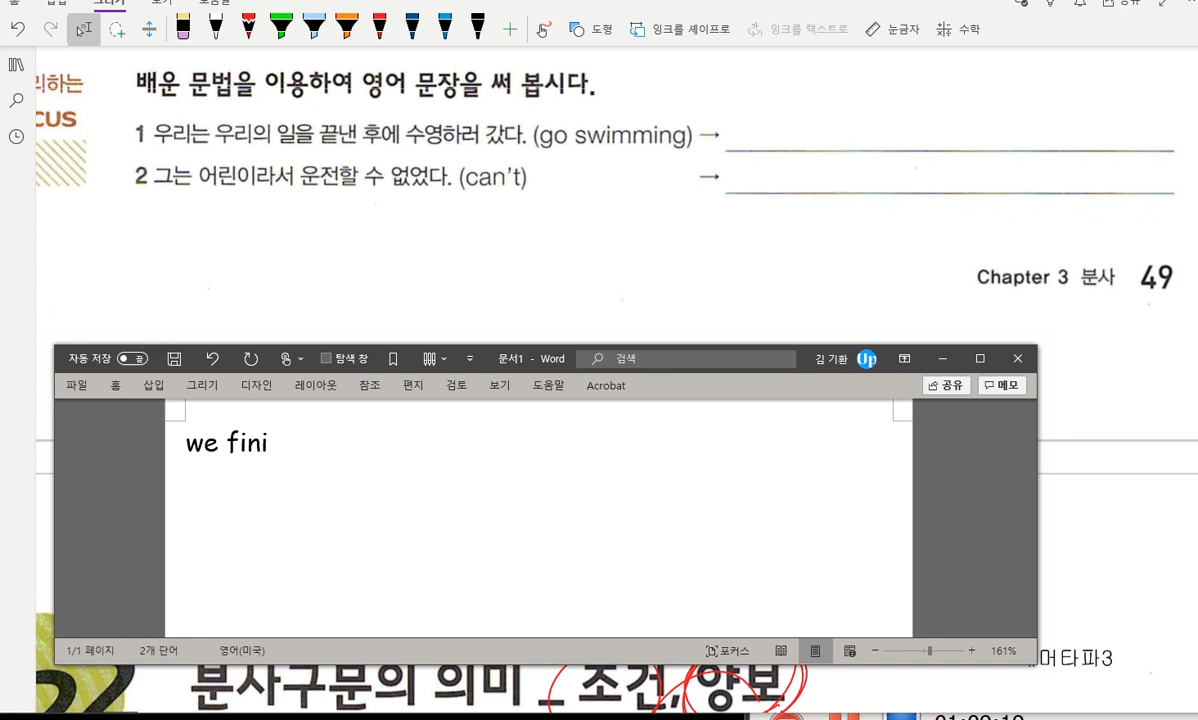 도형
잉크를 셰이프로
잉크를 텍스트로
눈금자
수학
리하는
CUS
배운 문법을 이용하여 영어 문장을 써 봅시다.
1 우리는 우리의 일을 끝낸 후에 수영하러 갔다. (go swimming) →
2 그는 어린이라서 운전할 수 없었다. (can't) →
Chapter 3 분사 49
자동 저장 끔 탐색 창 문서1 - Word 검색 김 기환 Up
파일 홈 삽입 그리기 디자인 레이아웃 참조 편지 검토 보기 도움말 Acrobat 공유 메모
we fini
1/1 페이지 2개 단어 영어(미국) 포커스 161%
머타파3
분사구문의 의미 _ 조건, 양보